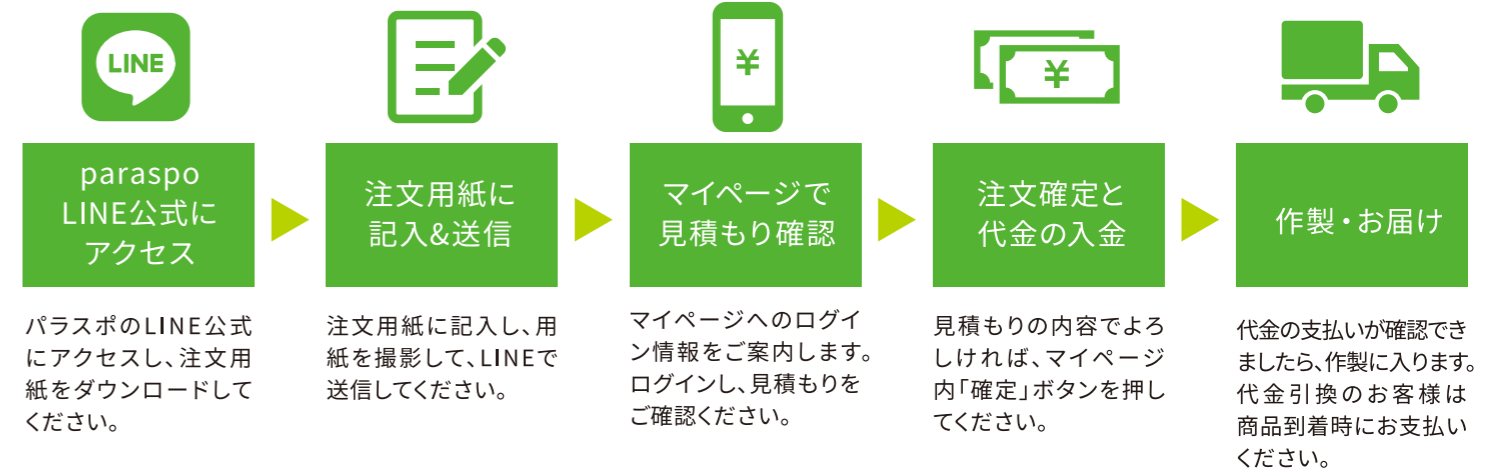 LINE
¥
¥
paraspo
LINE公式に
アクセス
注文用紙に
記入&送信
マイページで
見積もり確認
注文確定と
代金の入金
作製・お届け
パラスポのLINE公式
にアクセスし、注文用
紙をダウンロードして
ください。
注文用紙に記入し、用
紙を撮影して、LINEで
送信してください。
マイページへのログイ
ン情報をご案内します。
ログインし、見積もりを
ご確認ください。
見積もりの内容でよろ
しければ、マイページ
内「確定」ボタンを押し
てください。
代金の支払いが確認でき
ましたら、作製に入ります。
代金引換のお客様は
商品到着時にお支払い
ください。